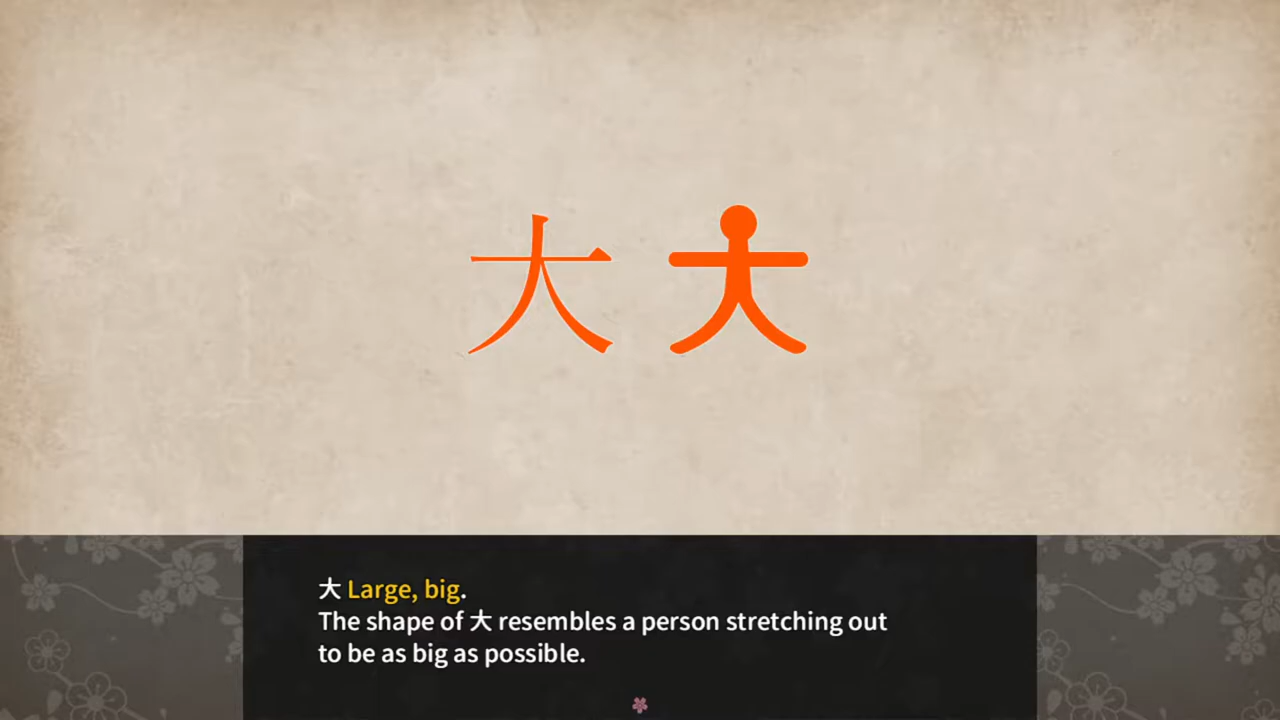 大
大 Large, big.
The shape of 大 resembles a person stretching out
to be as big as possible.